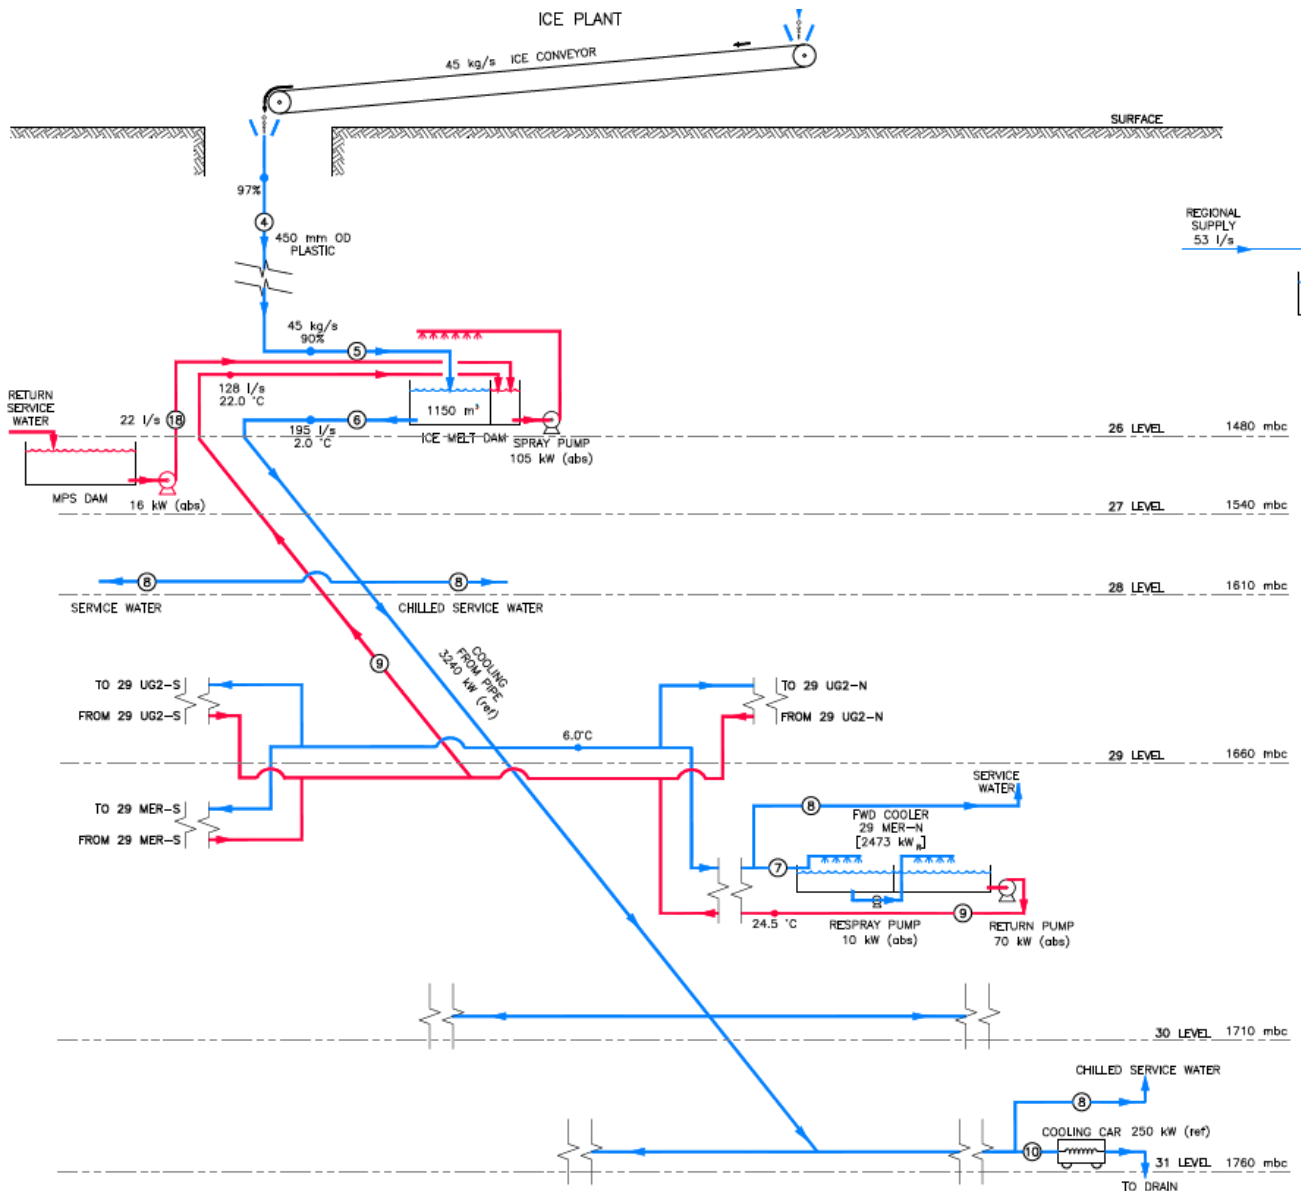 ICE PLANT
45 kg/s ICE CONVEYOR
SURFACE
97%
4
450 mm OD
PLASTIC
REGIONAL
SUPPLY
53 l/s
45 kg/s
90%
5
128 l/s
22.0 °C
RETURN
SERVICE
WATER
22 l/s
18
1150 m³
6
195 l/s
2.0 °C
ICE MELT DAM
SPRAY PUMP
105 kW (abs)
26 LEVEL 1480 mbc
MPS DAM
16 kW (abs)
27 LEVEL 1540 mbc
8
8
SERVICE WATER
CHILLED SERVICE WATER
28 LEVEL 1610 mbc
9
COOLING
FROM PIPE
3240 kW (ref)
TO 29 UG2-S
FROM 29 UG2-S
TO 29 UG2-N
FROM 29 UG2-N
6.0°C
29 LEVEL 1660 mbc
SERVICE
WATER
TO 29 MER-S
FROM 29 MER-S
8
FWD COOLER
29 MER-N
[2473 kWR]
7
24.5 °C
9
RESPRAY PUMP
10 kW (abs)
RETURN PUMP
70 kW (abs)
30 LEVEL 1710 mbc
CHILLED SERVICE WATER
8
COOLING CAR 250 kW (ref)
10
31 LEVEL 1760 mbc
TO DRAIN